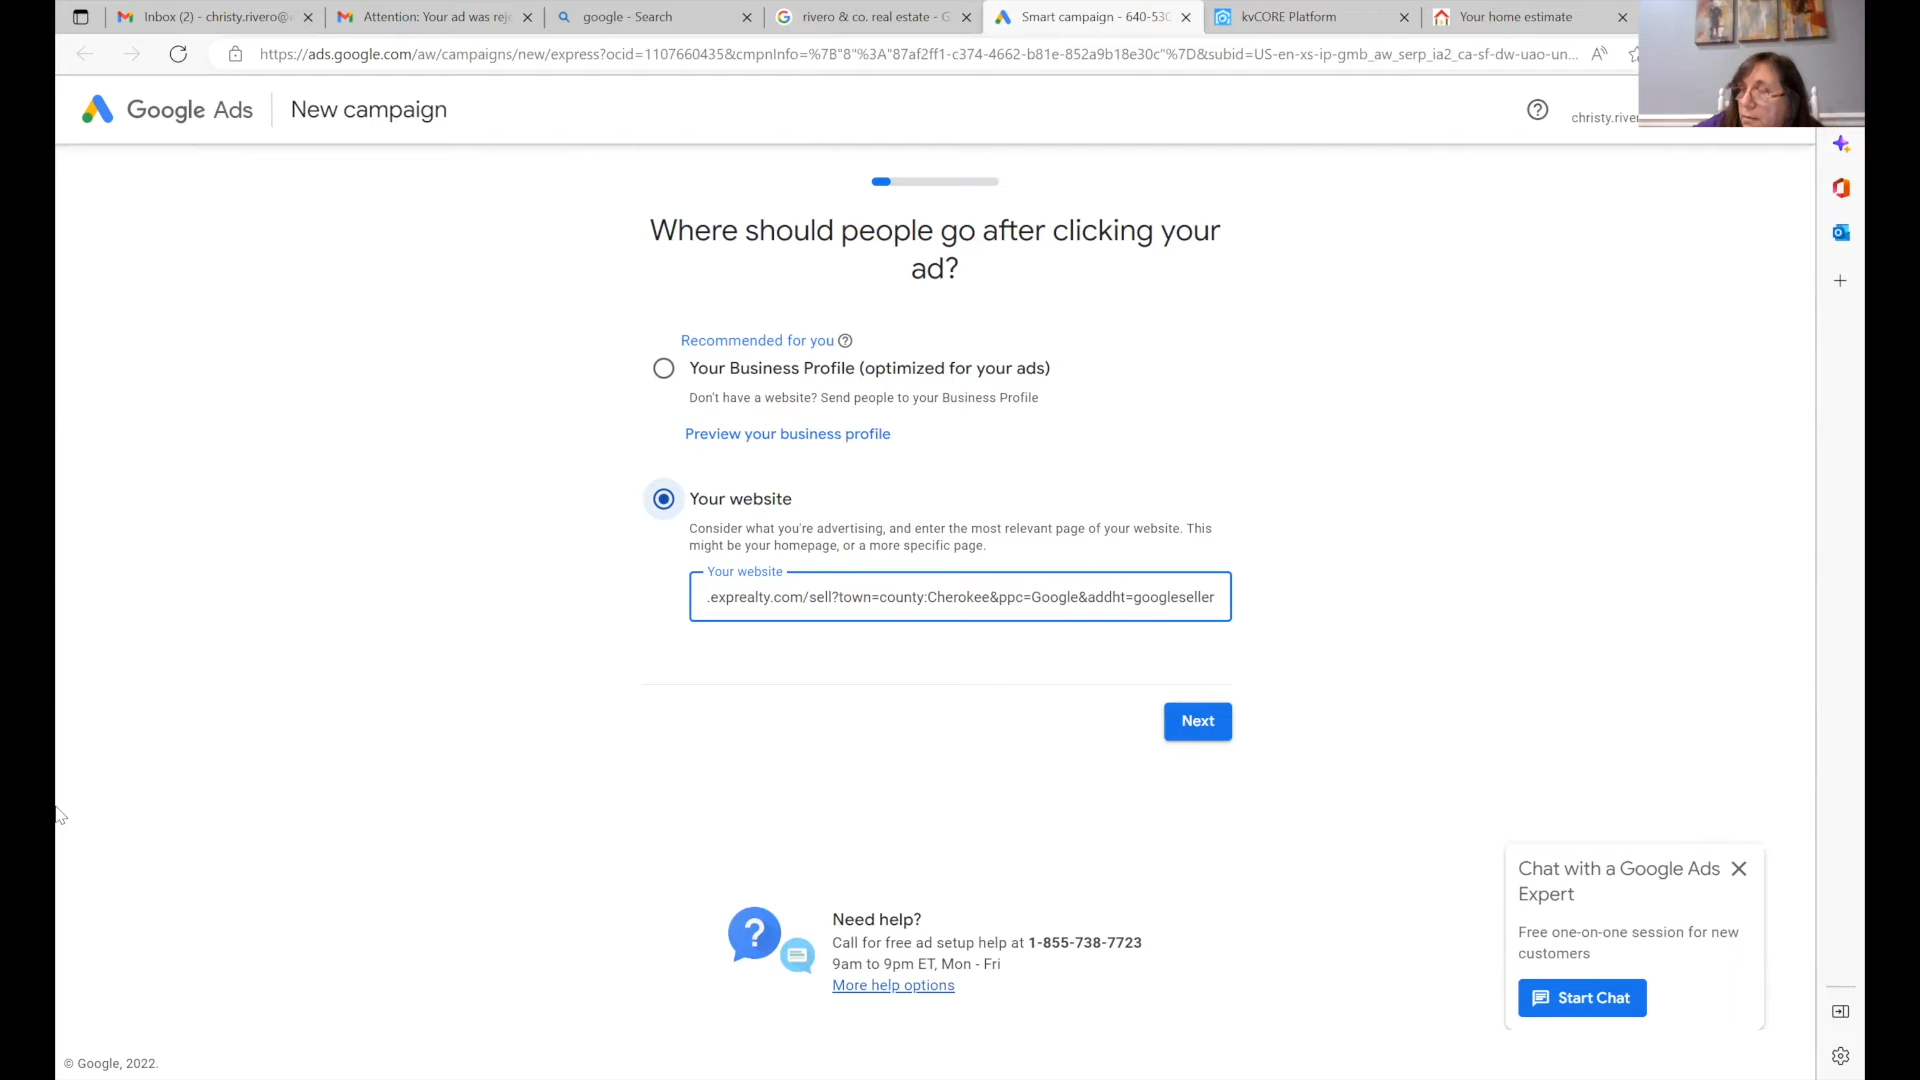 Inbox (2) - christy.rivero@
Attention: Your ad was reje
google - Search
rivero & co. real estate - G
Smart campaign - 640-530
kvCORE Platform
Your home estimate
https://ads.google.com/aw/campaigns/new/express?ocid=1107660435&cmpnInfo=%7B"8"%3A"87af2ff1-c374-4662-b81e-852a9b18e30c"%7D&subid=US-en-xs-ip-gmb_aw_serp_ia2_ca-sf-dw-uao-un...
Google Ads
New campaign
christy.river
Where should people go after clicking your
ad?
Recommended for you
Your Business Profile (optimized for your ads)
Don't have a website? Send people to your Business Profile
Preview your business profile
Your website
Consider what you're advertising, and enter the most relevant page of your website. This
might be your homepage, or a more specific page.
Your website
.exprealty.com/sell?town=county:Cherokee&ppc=Google&addht=googleseller
Next
Need help?
Call for free ad setup help at 1-855-738-7723
9am to 9pm ET, Mon - Fri
More help options
Chat with a Google Ads
Expert
Free one-on-one session for new
customers
Start Chat
© Google, 2022.